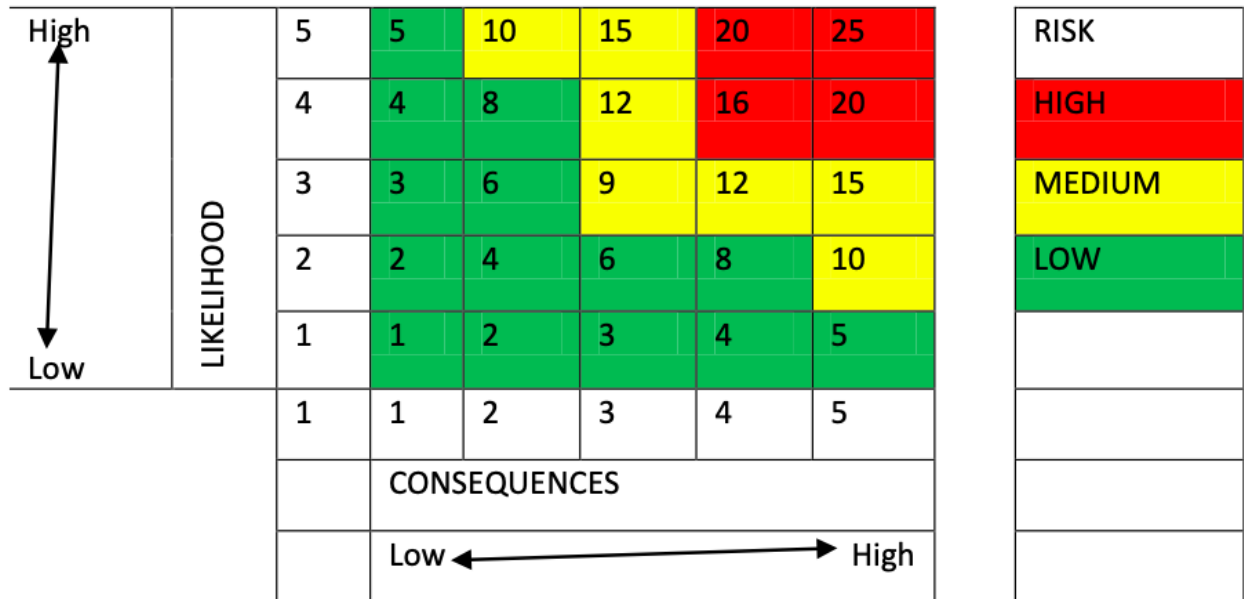 High 5 5 10 15 20 25 RISK
4 4 8 12 16 20 HIGH
3 3 6 9 12 15 MEDIUM
LIKELIHOOD
2 2 4 6 8 10 LOW
1 1 2 3 4 5
Low
1 1 2 3 4 5
CONSEQUENCES
Low High